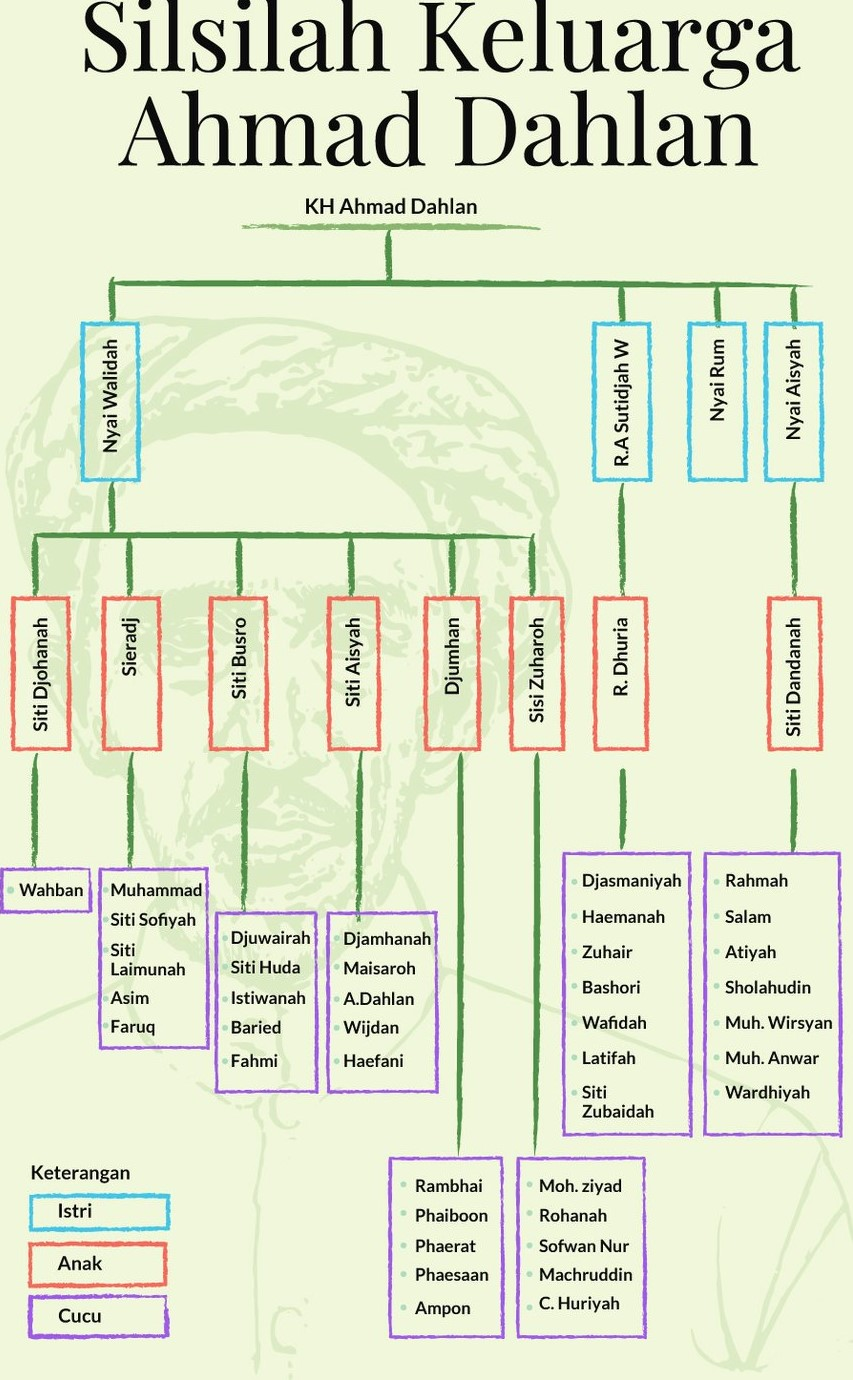 Silsilah Keluarga
Ahmad Dahlan
KH Ahmad Dahlan
Nyai Walidah
R.A Sutidjah W
Nyai Rum
Nyai Aisyah
Siti Djohanah
Sieradj
Siti Busro
Siti Aisyah
Djumhan
Sisi Zuharoh
R. Dhuria
Siti Dandanah
Wahban
Muhammad
Siti Sofiyah
Siti
Laimunah
Asim
Faruq
Djuwairah
Siti Huda
Istiwanah
Baried
Fahmi
Djamhanah
Maisaroh
A.Dahlan
Wijdan
Haefani
Rambhai
Phaiboon
Phaerat
Phaesaan
Ampon
Moh. ziyad
Rohanah
Sofwan Nur
Machruddin
C. Huriyah
Djasmaniyah
Haemanah
Zuhair
Bashori
Wafidah
Latifah
Siti
Zubaidah
Rahmah
Salam
Atiyah
Sholahudin
Muh. Wirsyan
Muh. Anwar
Wardhiyah
Keterangan
Istri
Anak
Cucu